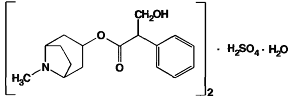 CH₂OH
O
N
O
H₃C
2
· H₂SO₄ · H₂O